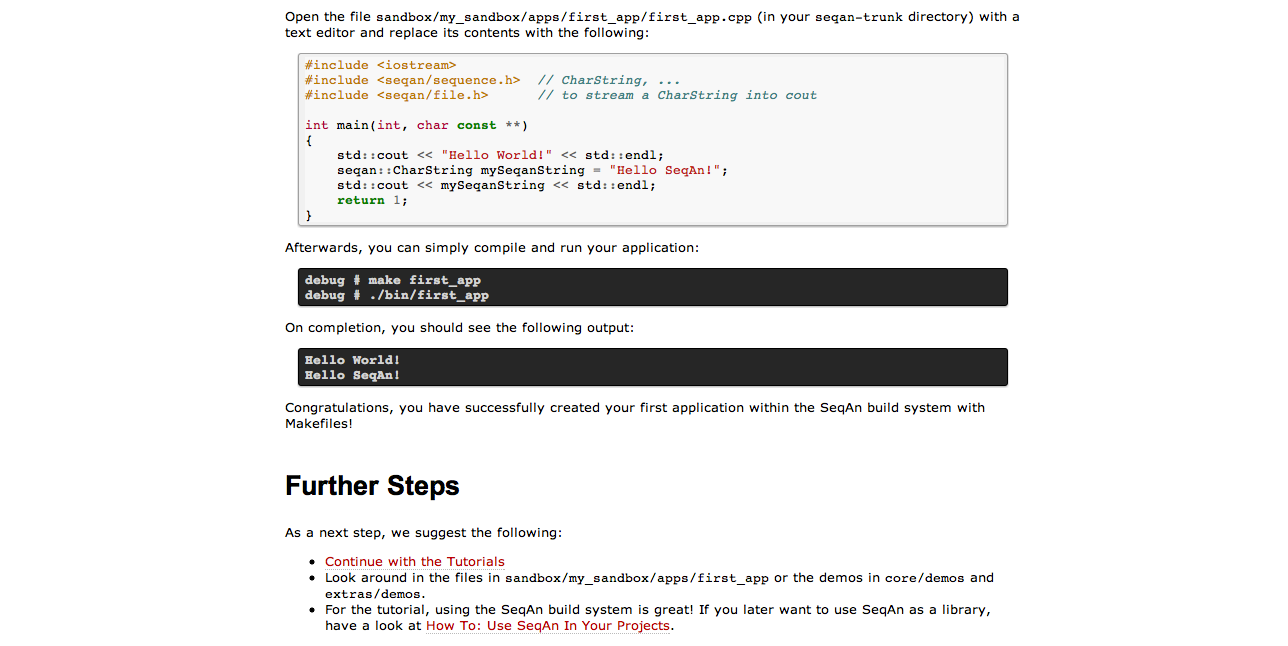 Open the file sandbox/my_sandbox/apps/first_app/first_app.cpp (in your seqan-trunk directory) with a
text editor and replace its contents with the following:
#include <iostream>
#include <seqan/sequence.h>  // CharString, ...
#include <seqan/file.h>      // to stream a CharString into cout
int main(int, char const **)
{
    std::cout << "Hello World!" << std::endl;
    seqan::CharString mySeqanString = "Hello SeqAn!";
    std::cout << mySeqanString << std::endl;
    return 1;
}
Afterwards, you can simply compile and run your application:
debug # make first_app
debug # ./bin/first_app
On completion, you should see the following output:
Hello World!
Hello SeqAn!
Congratulations, you have successfully created your first application within the SeqAn build system with
Makefiles!
Further Steps
As a next step, we suggest the following:
• Continue with the Tutorials
• Look around in the files in sandbox/my_sandbox/apps/first_app or the demos in core/demos and
extras/demos.
• For the tutorial, using the SeqAn build system is great! If you later want to use SeqAn as a library,
have a look at How To: Use SeqAn In Your Projects.